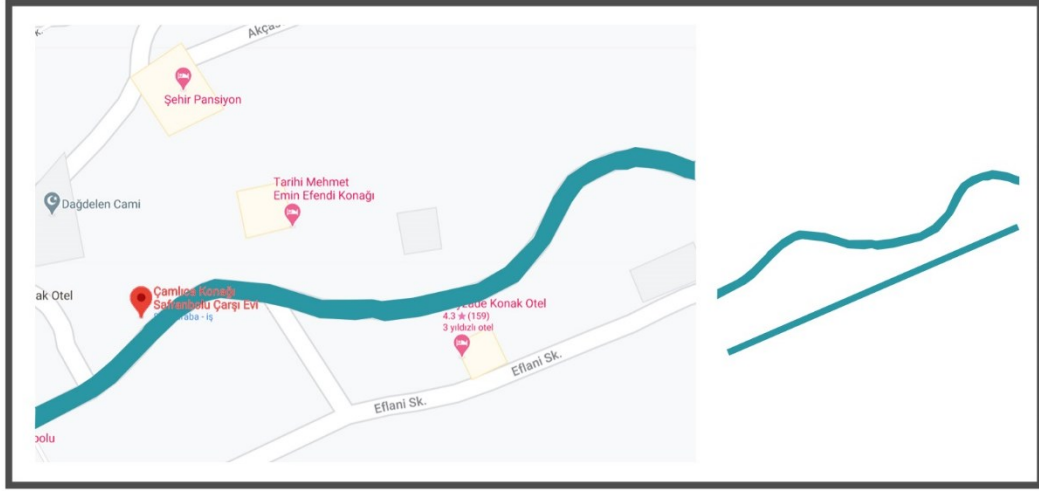 Akças
Şehir Pansiyon
Tarihi Mehmet
Emin Efendi Konağı
Dağdelen Cami
ak Otel
Çamlıca Konağı
Safranbolu Çarşı Evi
Konak Otel
4.3 ★ (159)
3 yıldızlı otel
Eflani Sk.
Eflani Sk.
bolu